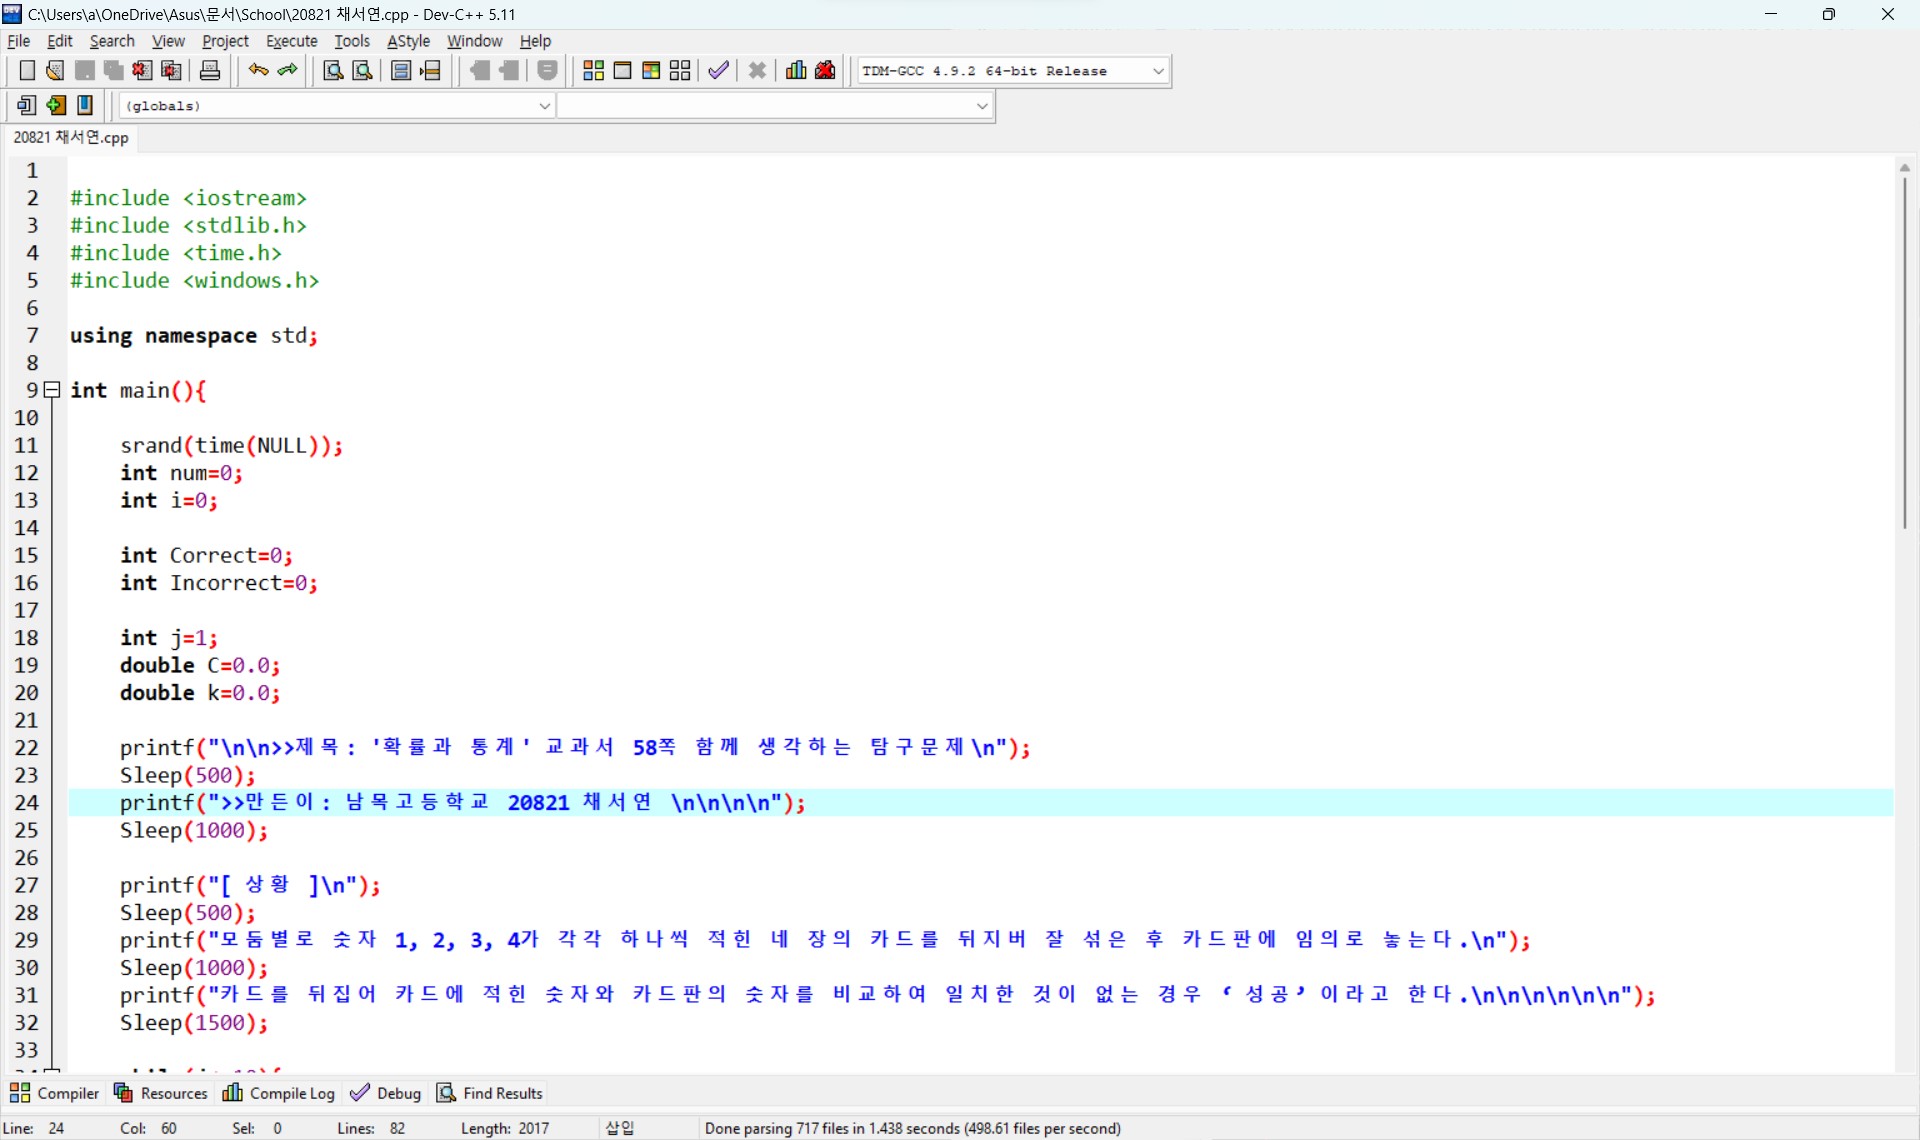 C:\Users\a\OneDrive\Asus\문서\School\20821 채서연.cpp - Dev-C++ 5.11
File Edit Search View Project Execute Tools AStyle Window Help
TDM-GCC 4.9.2 64-bit Release
(globals)
20821 채서연.cpp
1
2 #include <iostream>
3 #include <stdlib.h>
4 #include <time.h>
5 #include <windows.h>
6
7 using namespace std;
8
9 int main(){
10
11 srand(time(NULL));
12 int num=0;
13 int i=0;
14
15 int Correct=0;
16 int Incorrect=0;
17
18 int j=1;
19 double C=0.0;
20 double k=0.0;
21
22 printf("\n\n>>제목: '확률과 통계' 교과서 58쪽 함께 생각하는 탐구문제\n");
23 Sleep(500);
24 printf(">>만든이: 남목고등학교 20821 채서연 \n\n\n\n");
25 Sleep(1000);
26
27 printf("[ 상황 ]\n");
28 Sleep(500);
29 printf("모둠별로 숫자 1, 2, 3, 4가 각각 하나씩 적힌 네 장의 카드를 뒤지버 잘 섞은 후 카드판에 임의로 놓는다.\n");
30 Sleep(1000);
31 printf("카드를 뒤집어 카드에 적힌 숫자와 카드판의 숫자를 비교하여 일치한 것이 없는 경우 ‘성공’이라고 한다.\n\n\n\n\n\n");
32 Sleep(1500);
33
Compiler Resources Compile Log Debug Find Results
Line: 24 Col: 60 Sel: 0 Lines: 82 Length: 2017 삽입 Done parsing 717 files in 1.438 seconds (498.61 files per second)